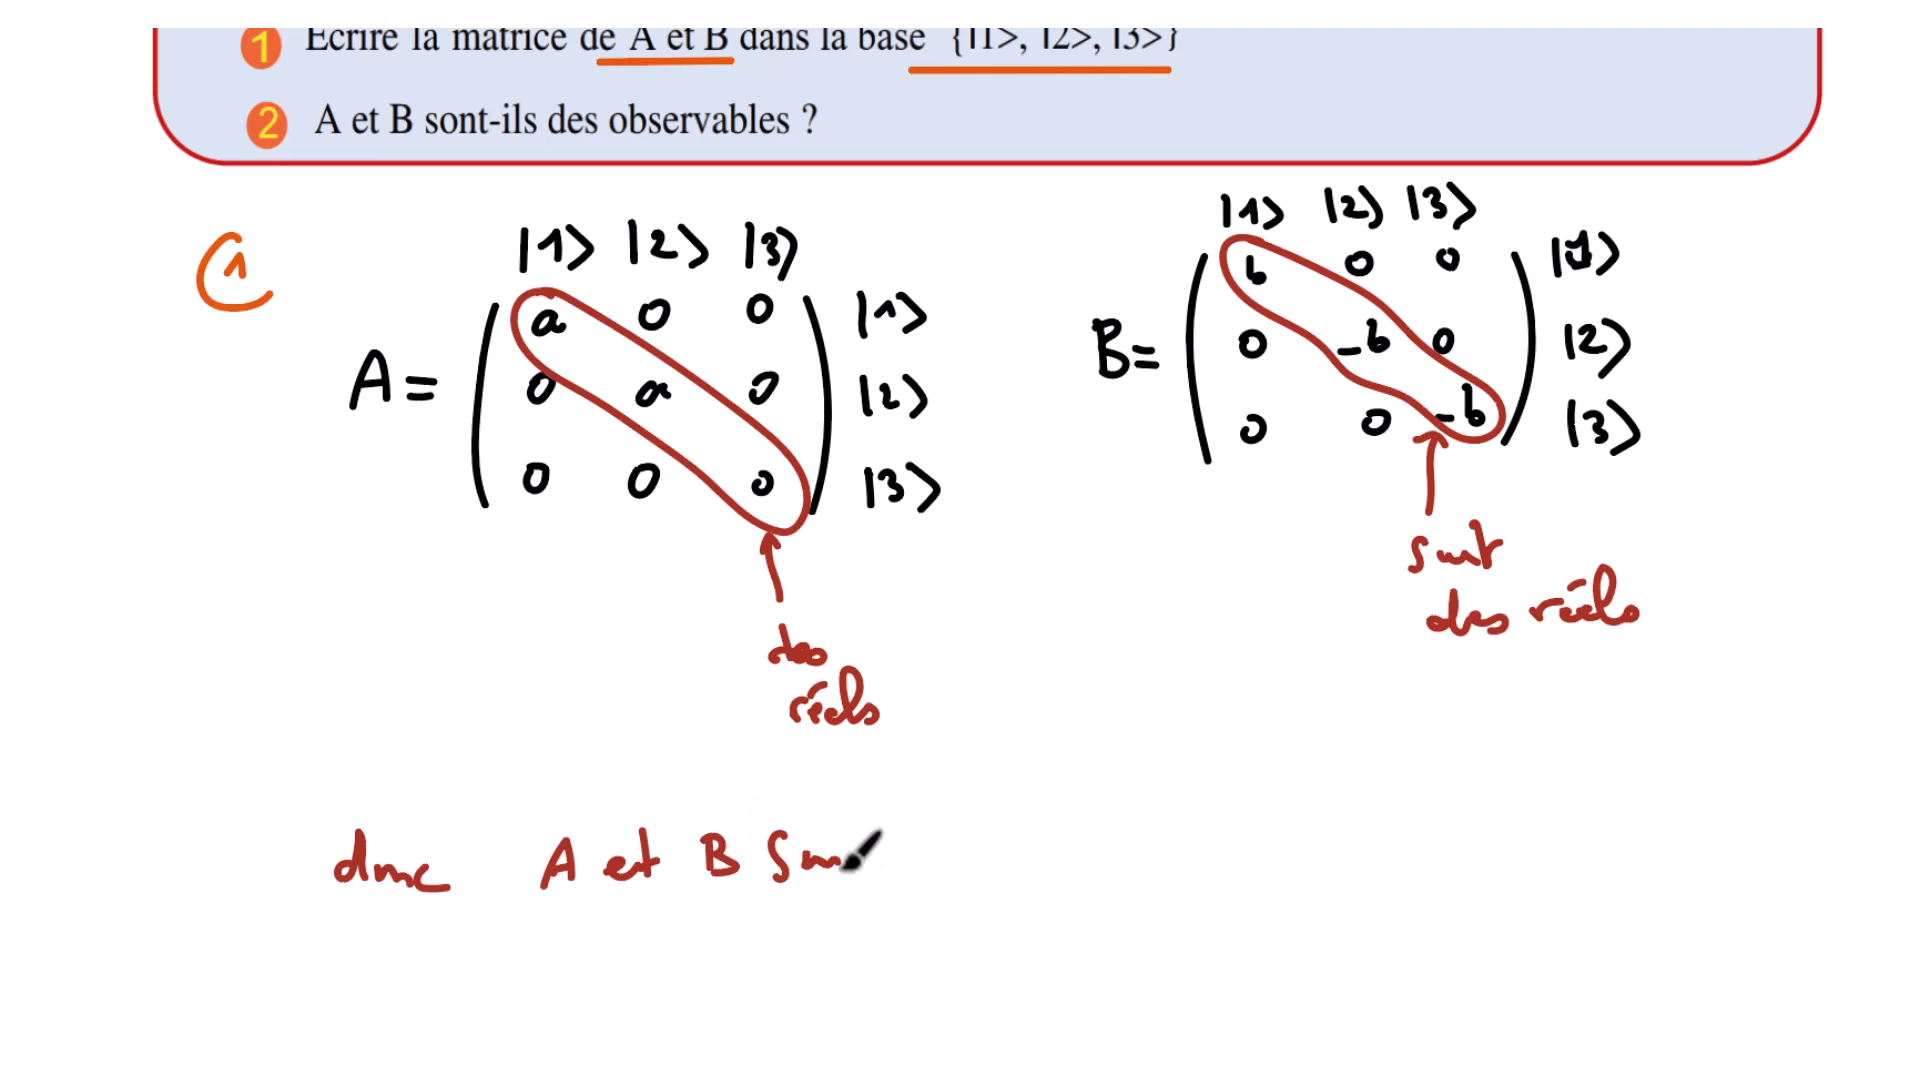 1 Ecrire la matrice de A et B dans la base {|1>, |2>, |3>}
2 A et B sont-ils des observables ?
1
|1> |2> |3>
a 0 0 |1>
A= 0 a 0 |2>
0 0 0 |3>
des
réels
|1> |2> |3>
b 0 0 |1>
B= 0 -b 0 |2>
0 0 -b |3>
sont
des réels
donc A et B son